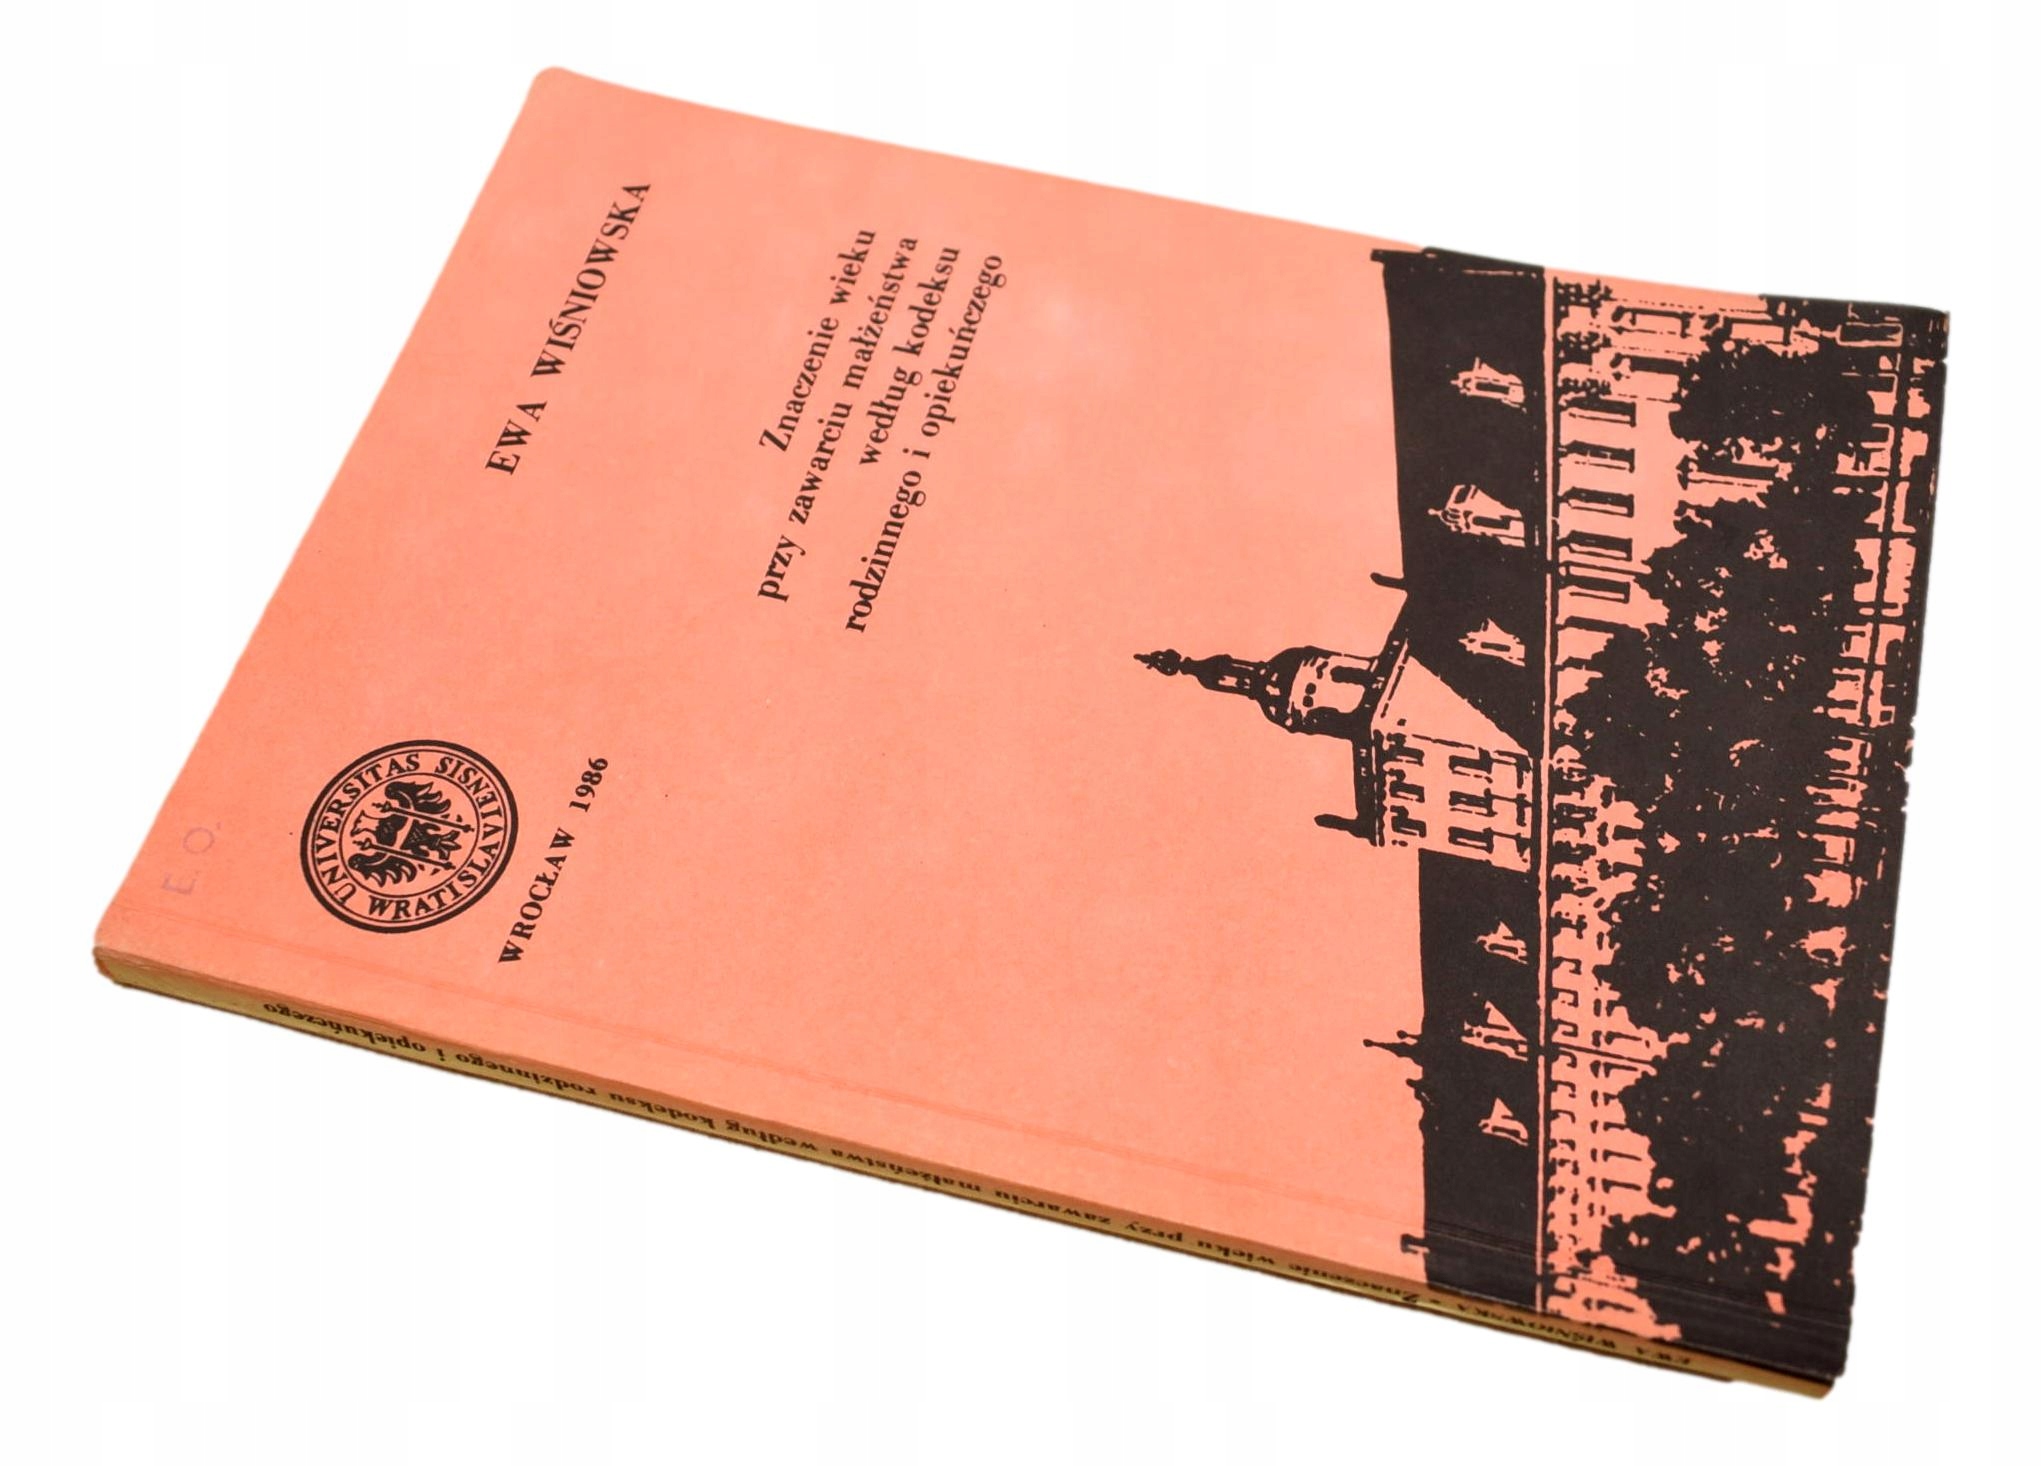 EWA WIŚNIOWSKA
Znaczenie wieku
przy zawarciu małżeństwa
według kodeksu
rodzinnego i opiekuńczego
UNIVERSITAS WRATISLAVIENSIS
WROCŁAW 1986
E.O.
EWA WIŚNIOWSKA - Znaczenie wieku przy zawarciu małżeństwa według kodeksu rodzinnego i opiekuńczego